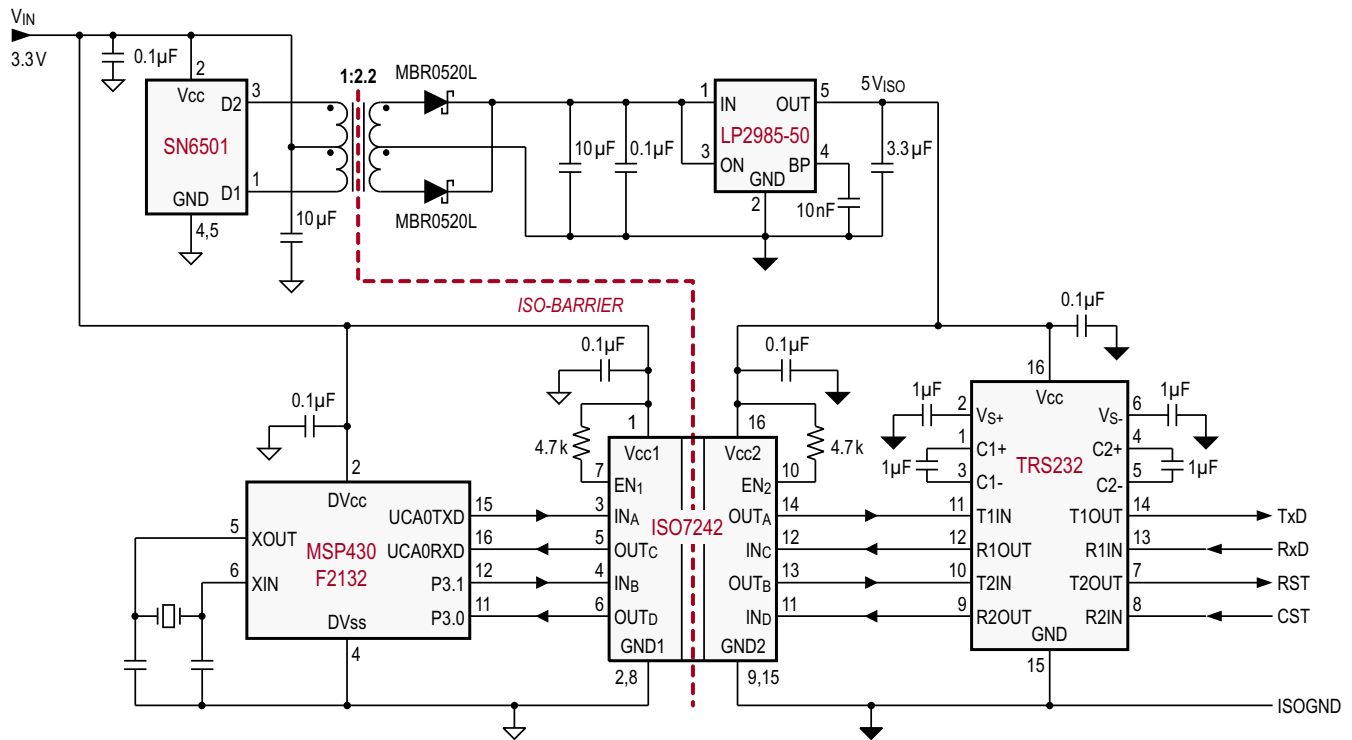 VIN
3.3V
0.1µF
2
Vcc
D2
3
SN6501
D1
1
GND
4,5
10µF
1:2.2
MBR0520L
MBR0520L
10µF
0.1µF
1
IN
OUT
5
LP2985-50
3
ON
BP
4
GND
2
10nF
5VISO
3.3µF
ISO-BARRIER
0.1µF
0.1µF
0.1µF
0.1µF
4.7k
4.7k
1
16
Vcc1
Vcc2
7
EN1
EN2
10
3
INA
OUTA
14
ISO7242
5
OUTC
INC
12
4
INB
OUTB
13
6
OUTD
IND
11
GND1
GND2
2,8
9,15
2
DVcc
5
XOUT
UCA0TXD
15
MSP430
F2132
UCA0RXD
16
6
XIN
P3.1
12
P3.0
11
DVss
4
16
Vcc
1µF
2
VS+
VS-
6
1µF
1µF
1
C1+
C2+
4
1µF
TRS232
3
C1-
C2-
5
11
T1IN
T1OUT
14
TxD
12
R1OUT
R1IN
13
RxD
10
T2IN
T2OUT
7
RST
9
R2OUT
R2IN
8
CST
GND
15
ISOGND